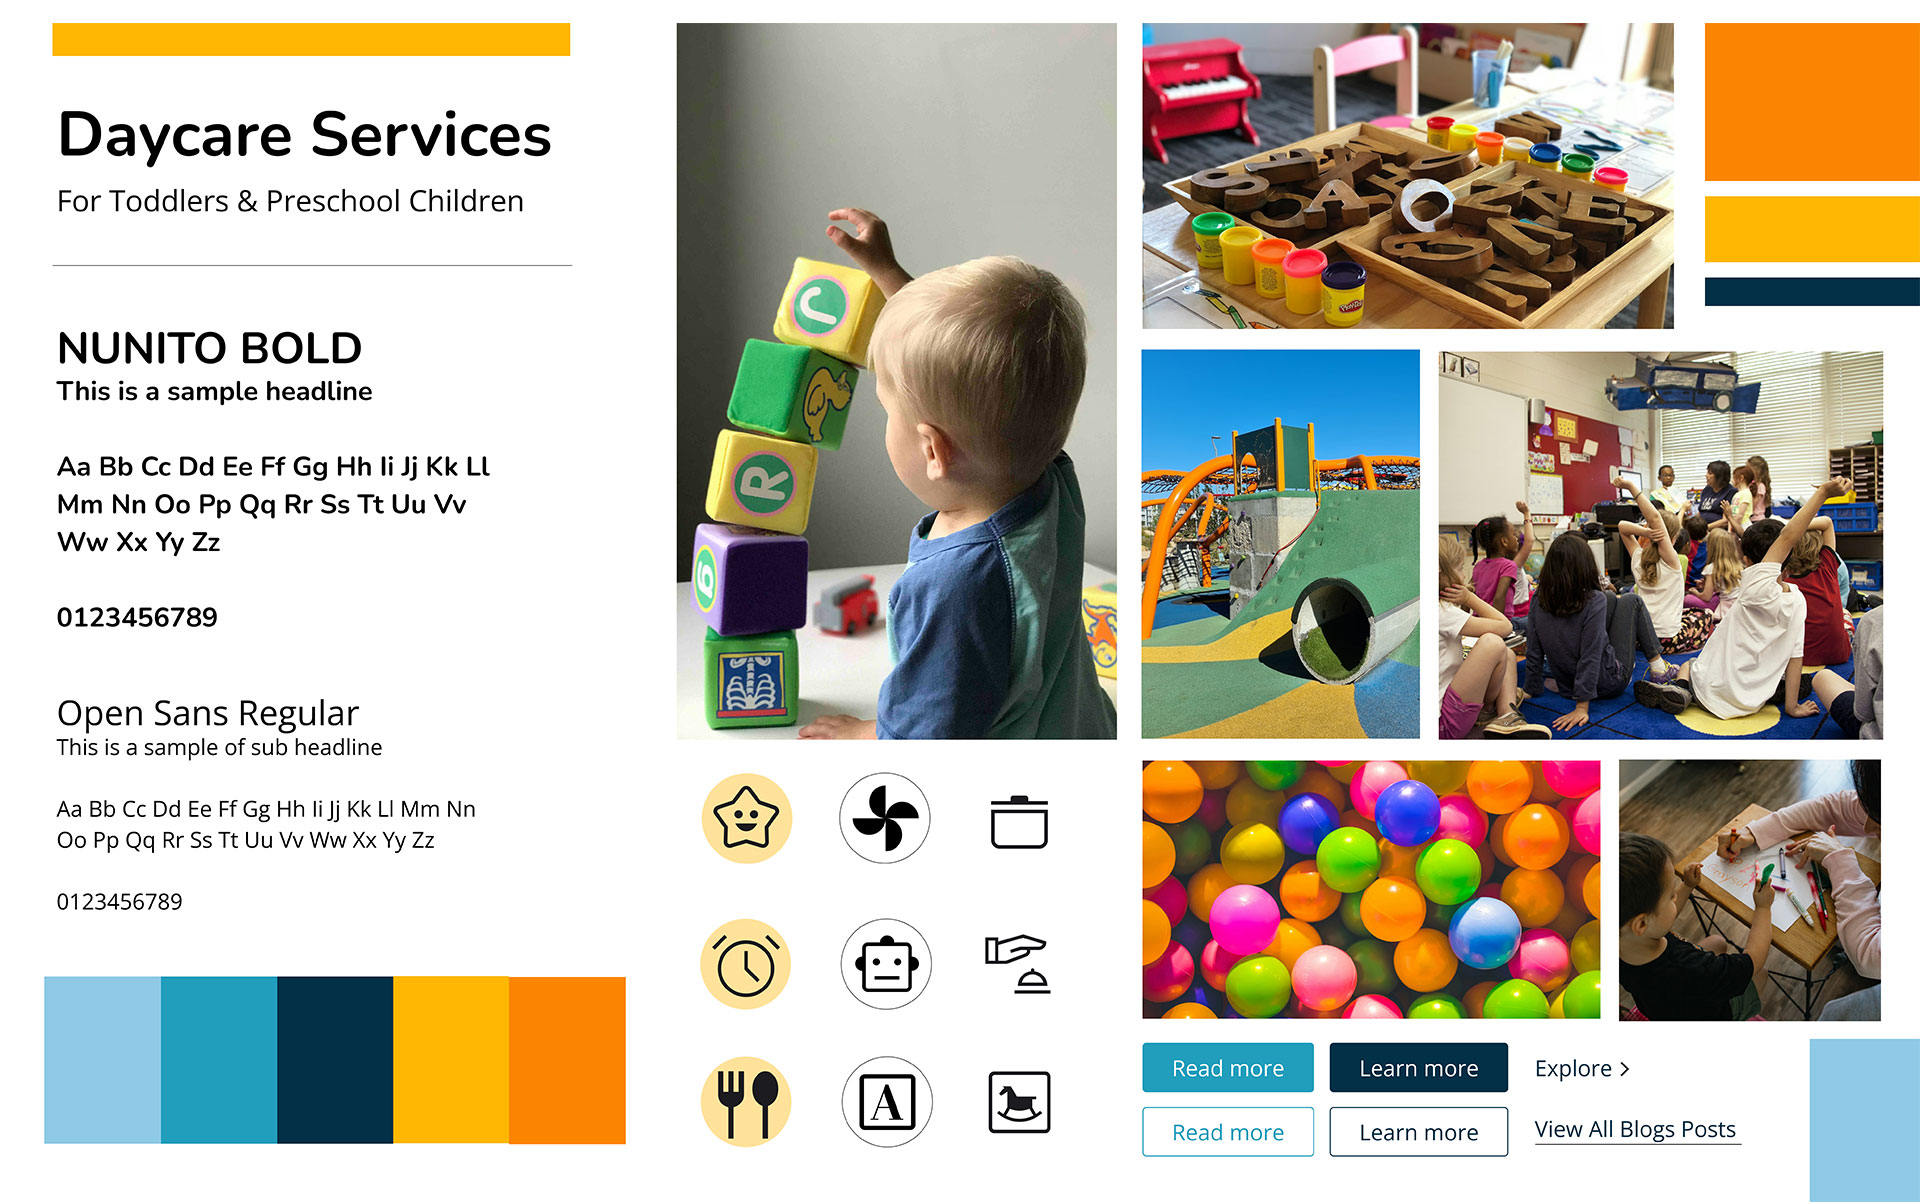 Daycare Services
For Toddlers & Preschool Children
NUNITO BOLD
This is a sample headline
Aa Bb Cc Dd Ee Ff Gg Hh Ii Jj Kk Ll
Mm Nn Oo Pp Qq Rr Ss Tt Uu Vv
Ww Xx Yy Zz
0123456789
Open Sans Regular
This is a sample of sub headline
Aa Bb Cc Dd Ee Ff Gg Hh Ii Jj Kk Ll Mm Nn
Oo Pp Qq Rr Ss Tt Uu Vv Ww Xx Yy Zz
0123456789
J
R
A
Read more
Learn more
Explore >
Read more
Learn more
View All Blogs Posts